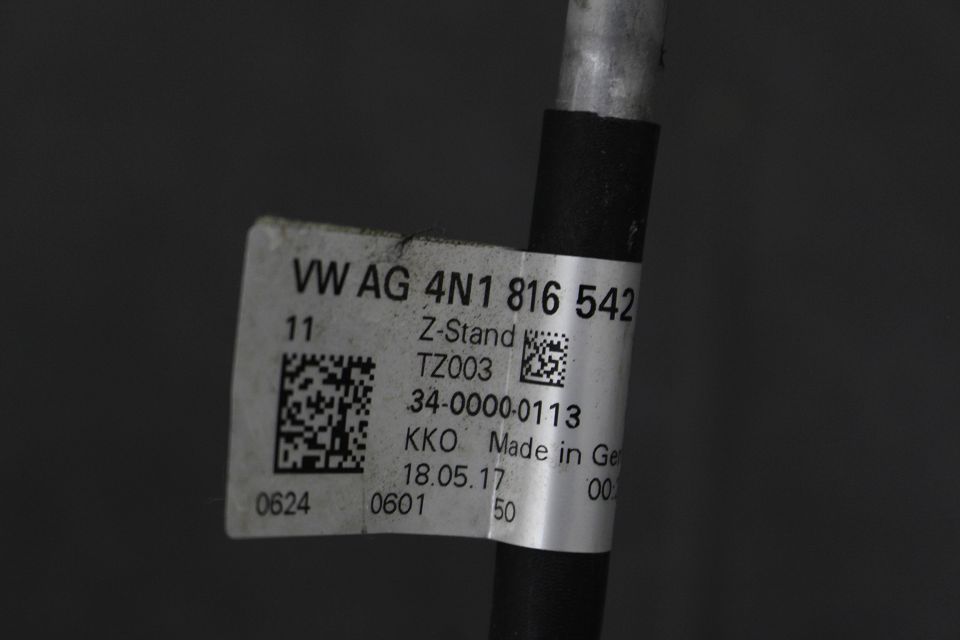 VW AG 4N1 816 542
11 Z-Stand
TZ003
34-0000-0113
KKO Made in
18.05.17
0624 0601 50